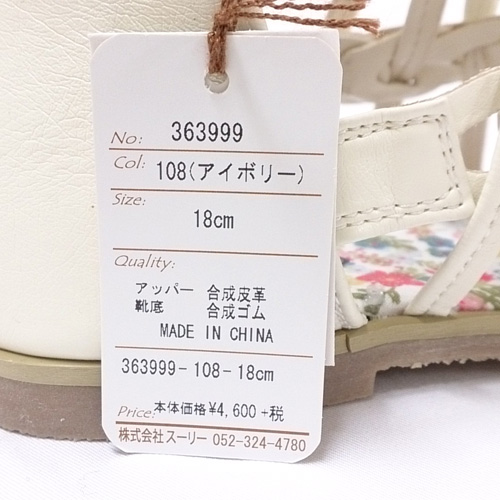 No: 363999
Col: 108(アイボリー)
Size: 18cm
Quality:
アッパー 合成皮革
靴底 合成ゴム
MADE IN CHINA
363999-108-18cm
Price: 本体価格¥4,600+税
株式会社スーリー 052-324-4780